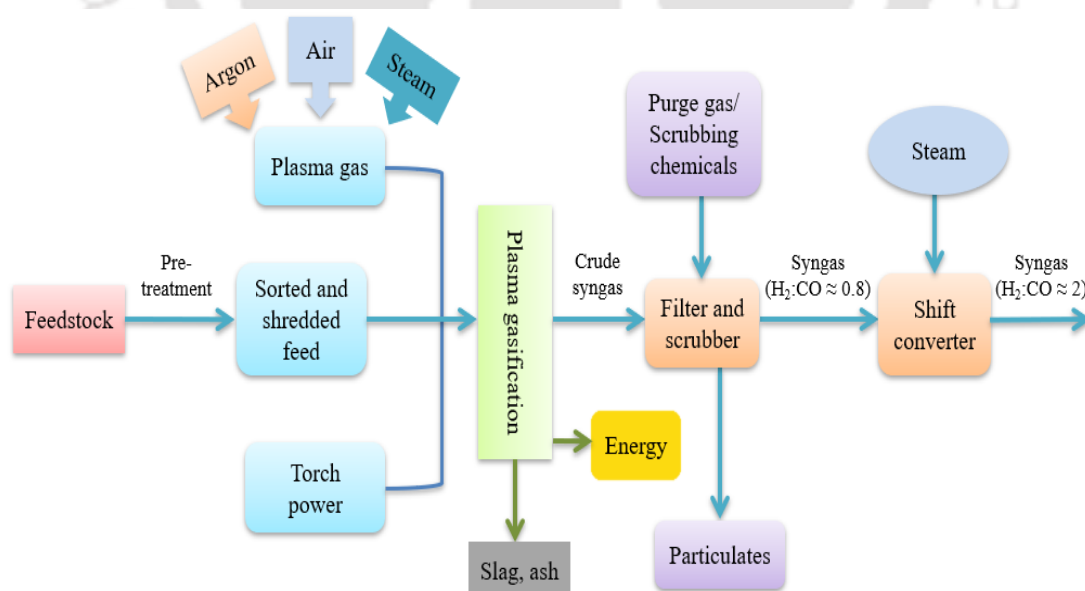 Argon
Air
Steam
Plasma gas
Purge gas/
Scrubbing
chemicals
Steam
Feedstock
Pre-
treatment
Sorted and
shredded
feed
Plasma gasification
Crude
syngas
Filter and
scrubber
Syngas
(H₂:CO ≈ 0.8)
Shift
converter
Syngas
(H₂:CO ≈ 2)
Torch
power
Energy
Slag, ash
Particulates